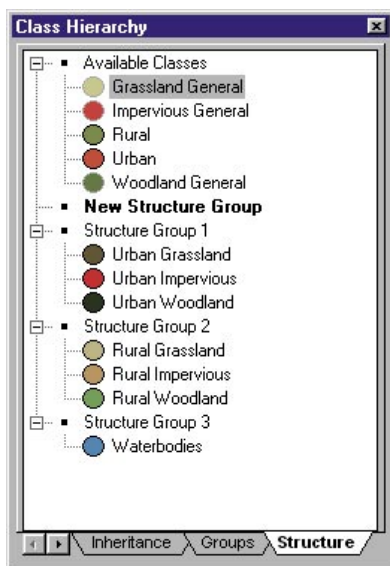 Class Hierarchy
Available Classes
Grassland General
Impervious General
Rural
Urban
Woodland General
New Structure Group
Structure Group 1
Urban Grassland
Urban Impervious
Urban Woodland
Structure Group 2
Rural Grassland
Rural Impervious
Rural Woodland
Structure Group 3
Waterbodies
Inheritance Groups Structure